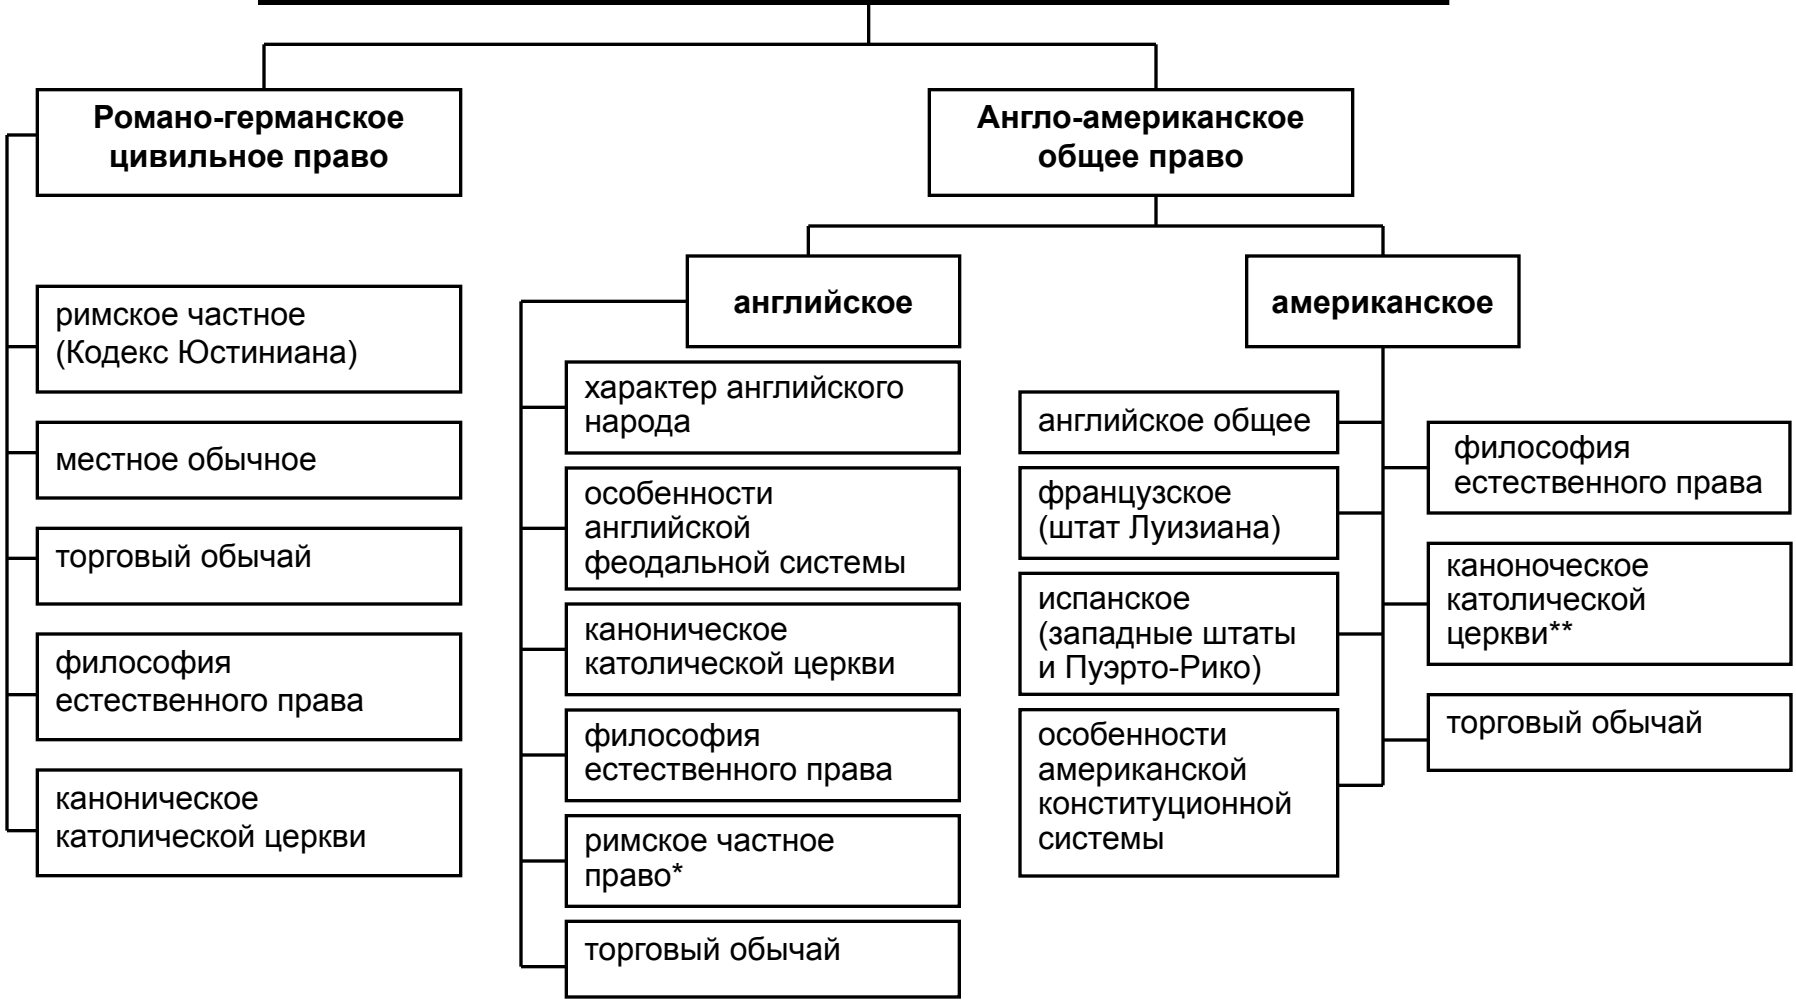 Романо-германское
цивильное право
Англо-американское
общее право
римское частное
(Кодекс Юстиниана)
местное обычное
торговый обычай
философия
естественного права
каноническое
католической церкви
английское
характер английского
народа
особенности
английской
феодальной системы
каноническое
католической церкви
философия
естественного права
римское частное
право*
торговый обычай
американское
английское общее
французское
(штат Луизиана)
испанское
(западные штаты
и Пуэрто-Рико)
особенности
американской
конституционной
системы
философия
естественного права
каноноческое
католической
церкви**
торговый обычай